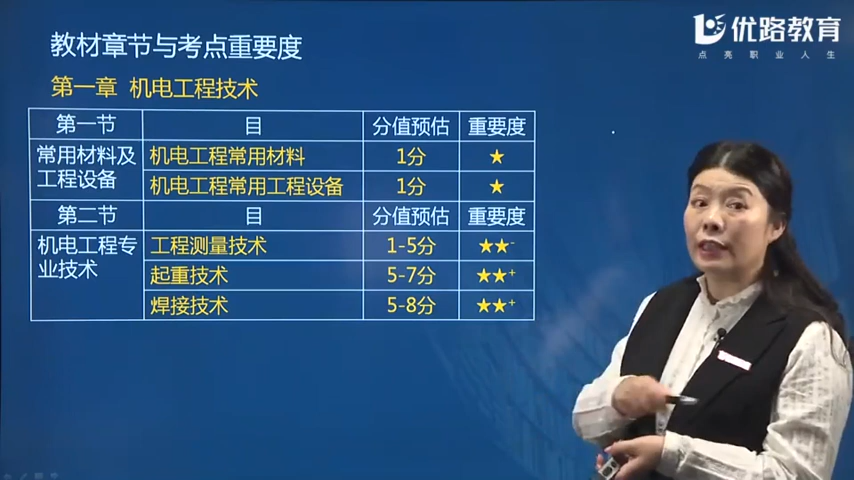 优路教育
点亮职业人生
教材章节与考点重要度
第一章 机电工程技术
第一节 目 分值预估 重要度
常用材料及工程设备 机电工程常用材料 1分 ★
机电工程常用工程设备 1分 ★
第二节 目 分值预估 重要度
机电工程专业技术 工程测量技术 1-5分 ★★-
起重技术 5-7分 ★★+
焊接技术 5-8分 ★★+